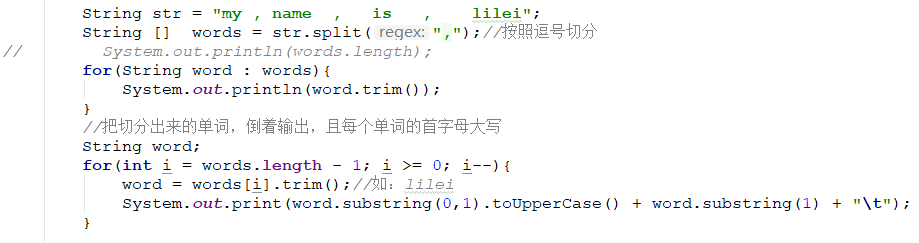 String str = "my , name  ,   is   ,    lilei";
String []  words = str.split( regex: ",");//按照逗号切分
//        System.out.println(words.length);
for(String word : words){
    System.out.println(word.trim());
}
//把切分出来的单词，倒着输出，且每个单词的首字母大写
String word;
for(int i = words.length - 1; i >= 0; i--){
    word = words[i].trim();//如：lilei
    System.out.print(word.substring(0,1).toUpperCase() + word.substring(1) + "\t");
}